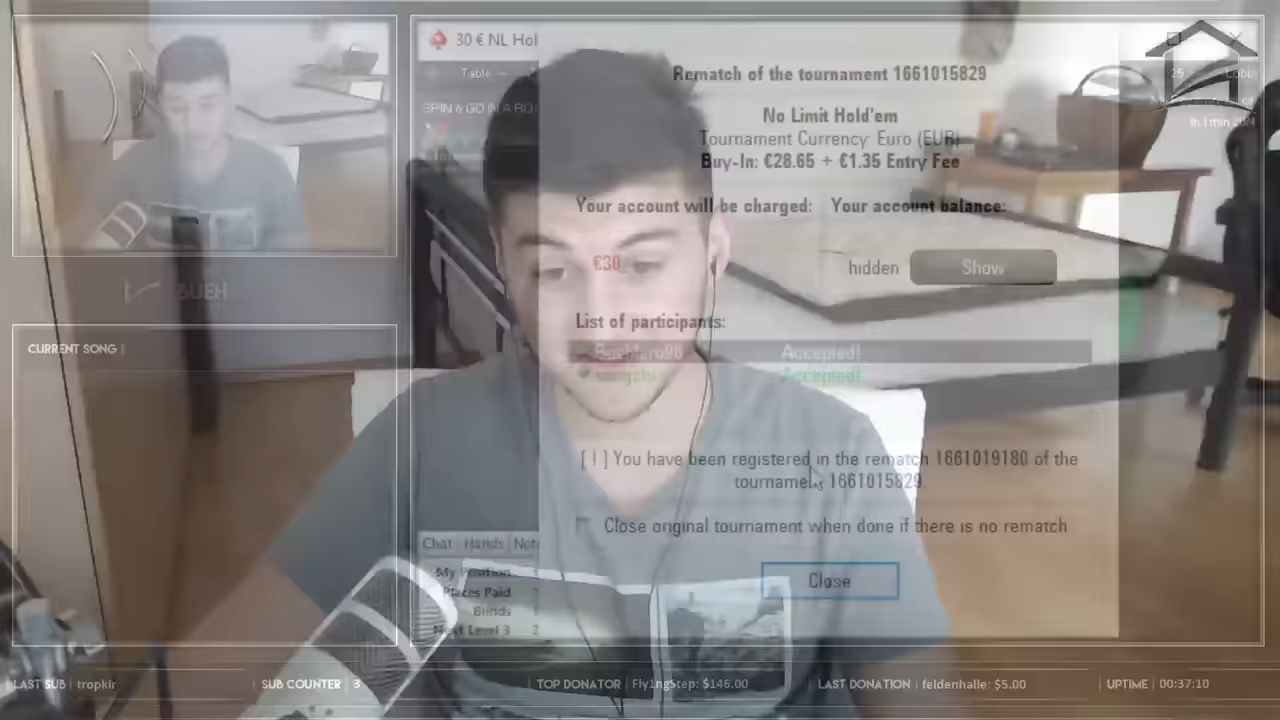 30 € NL Hol
Table
Rematch of the tournament 1661015829
No Limit Hold'em
Tournament Currency: Euro (EUR)
Buy-In: €28.65 + €1.35 Entry Fee
Your account will be charged: Your account balance:
€30
hidden Show
BUEH
List of participants:
CURRENT SONG |
Accepted!
Accepted!
[ ! ] You have been registered in the rematch 1661019180 of the
1661015829.
Close original tournament when done if there is no rematch
Chat Hands Not
My Position
Places Paid
Blinds
Next Level 3
Close
LAST SUB | tropkir
SUB COUNTER | 3
TOP DONATOR | Fly1ngStep: $146.00
LAST DONATION | feldenhalle: $5.00
UPTIME | 00:37:10